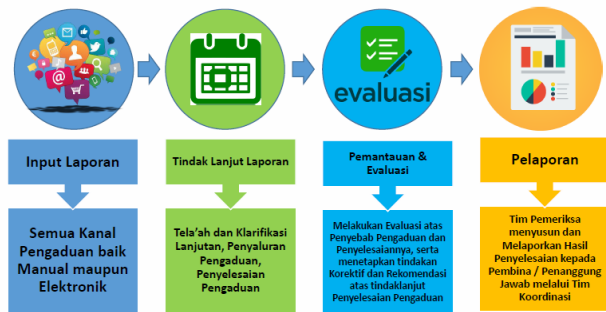 evaluasi
Input Laporan
Semua Kanal
Pengaduan baik
Manual maupun
Elektronik
Tindak Lanjut Laporan
Tela'ah dan Klarifikasi
Lanjutan, Penyaluran
Pengaduan,
Penyelesaian
Pengaduan
Pemantauan &
Evaluasi
Melakukan Evaluasi atas
Penyebab Pengaduan dan
Penyelesaiannya, serta
menetapkan tindakan
Korektif dan Rekomendasi
atas tindaklanjut
Penyelesaian Pengaduan
Pelaporan
Tim Pemeriksa
menyusun dan
Melaporkan Hasil
Penyelesaian kepada
Pembina / Penanggung
Jawab melalui Tim
Koordinasi